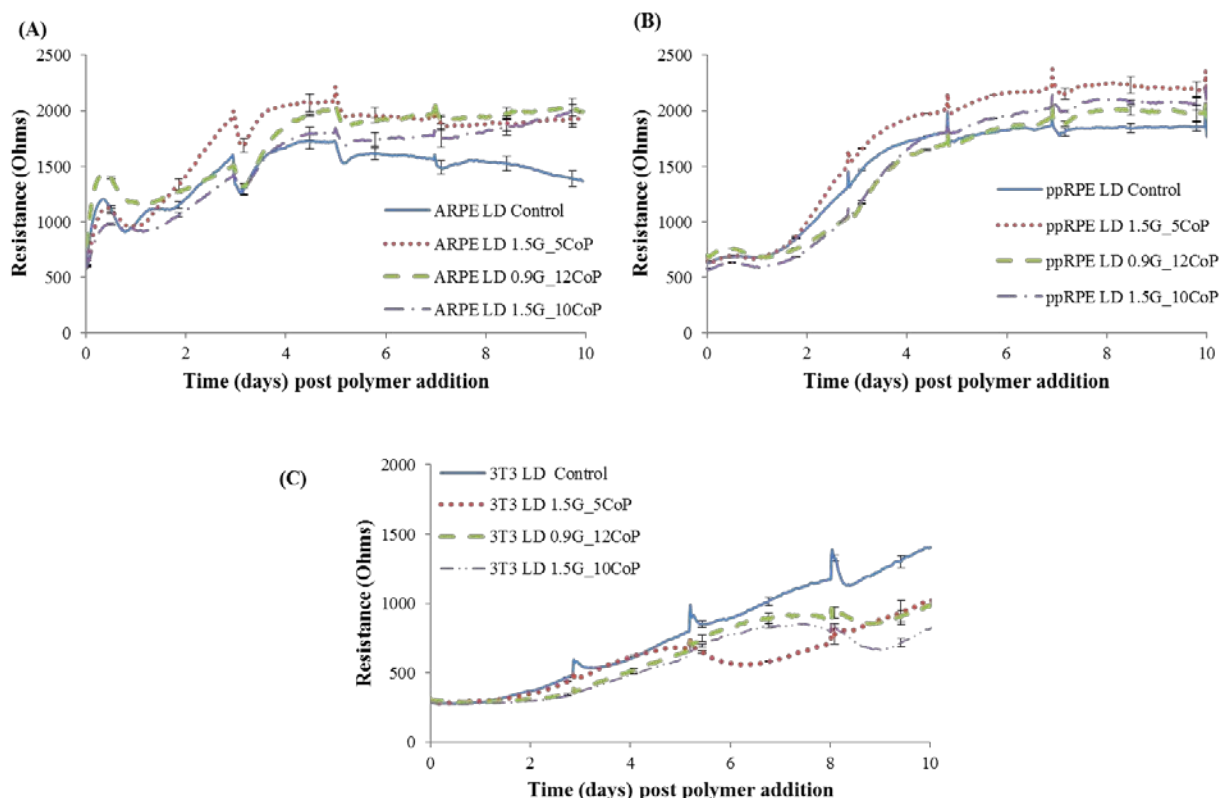 (A)
2500
2000
1500
1000
500
0
Resistance (Ohms)
0 2 4 6 8 10
Time (days) post polymer addition
ARPE LD Control
ARPE LD 1.5G_5CoP
ARPE LD 0.9G_12CoP
ARPE LD 1.5G_10CoP
(B)
2500
2000
1500
1000
500
0
Resistance (Ohms)
0 2 4 6 8 10
Time (days) post polymer addition
ppRPE LD Control
ppRPE LD 1.5G_5CoP
ppRPE LD 0.9G_12CoP
ppRPE LD 1.5G_10CoP
(C)
2000
1500
1000
500
0
Resistance (Ohms)
0 2 4 6 8 10
Time (days) post polymer addition
3T3 LD Control
3T3 LD 1.5G_5CoP
3T3 LD 0.9G_12CoP
3T3 LD 1.5G_10CoP